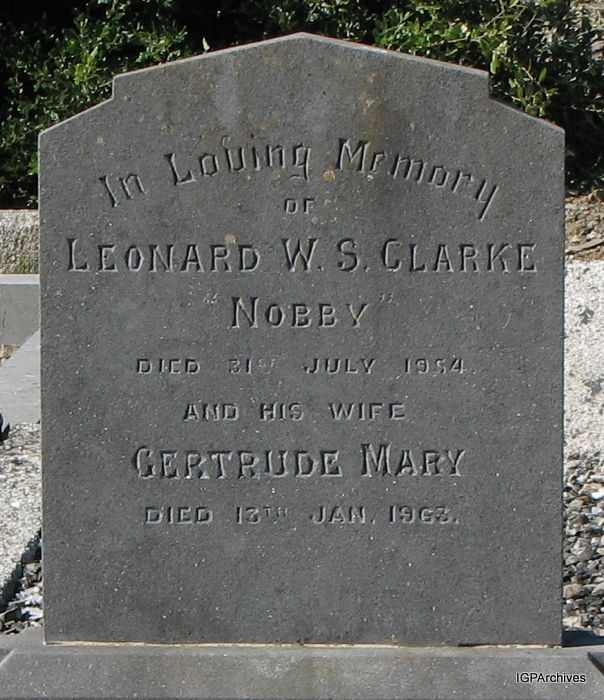 In Loving Memory
OF
LEONARD W. S. CLARKE
"NOBBY"
DIED 31ST JULY 1954
AND HIS WIFE
GERTRUDE MARY
DIED 13TH JAN. 1963.
IGPArchives